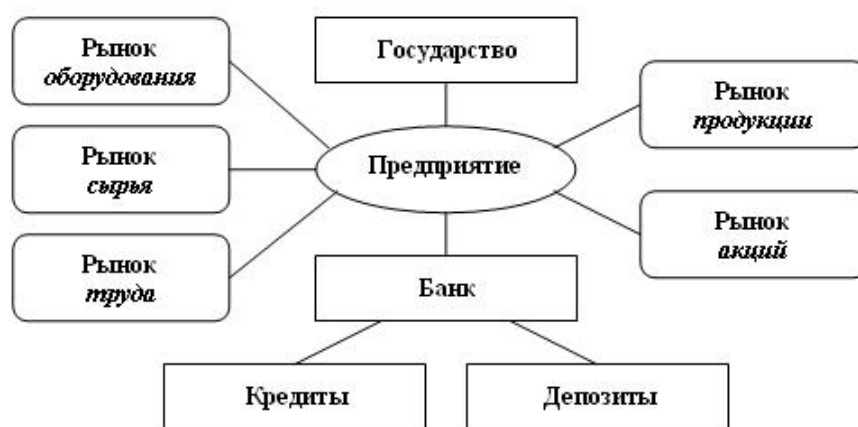 Рынок
оборудования
Государство
Рынок
продукции
Рынок
сырья
Предприятие
Рынок
акций
Рынок
труда
Банк
Кредиты
Депозиты